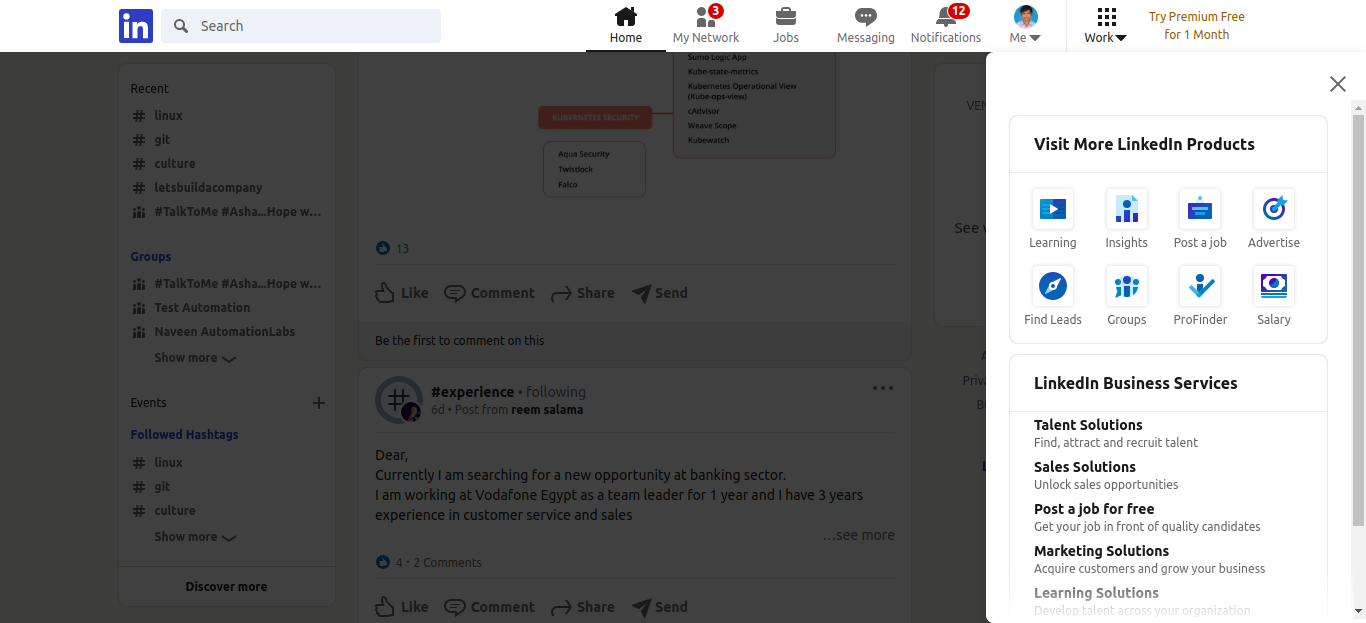 in
Search
Home
3
My Network
Jobs
Messaging
12
Notifications
Me
Work
Try Premium Free
for 1 Month
Recent
linux
git
culture
letsbuildacompany
#TalkToMe #Asha...Hope w...
Groups
#TalkToMe #Asha...Hope w...
Test Automation
Naveen AutomationLabs
Show more
Events
Followed Hashtags
linux
git
culture
Show more
Discover more
Sumo Logic App
Kube-state-metrics
Kubernetes Operational View
(Kube-ops-view)
cAdvisor
Weave Scope
Kubewatch
KUBERNETES SECURITY
Aqua Security
Twistlock
Falco
13
Like Comment Share Send
Be the first to comment on this
#experience • following
6d • Post from reem salama
Dear,
Currently I am searching for a new opportunity at banking sector.
I am working at Vodafone Egypt as a team leader for 1 year and I have 3 years
experience in customer service and sales
...see more
4 • 2 Comments
Like Comment Share Send
See
Visit More LinkedIn Products
Learning Insights Post a job Advertise
Find Leads Groups ProFinder Salary
LinkedIn Business Services
Talent Solutions
Find, attract and recruit talent
Sales Solutions
Unlock sales opportunities
Post a job for free
Get your job in front of quality candidates
Marketing Solutions
Acquire customers and grow your business
Learning Solutions
Develop talent across your organization